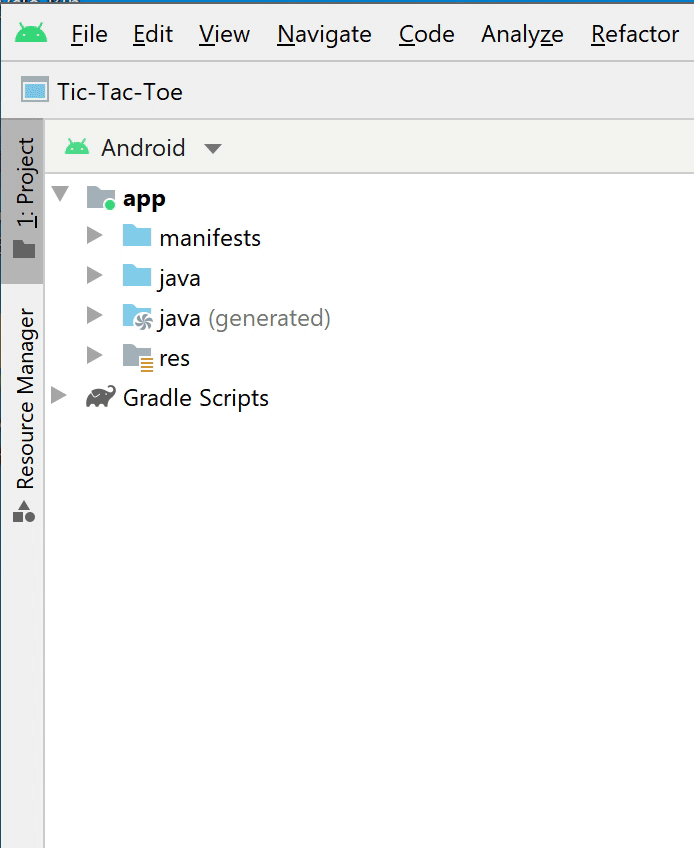 File Edit View Navigate Code Analyze Refactor
Tic-Tac-Toe
1: Project
Resource Manager
Android
app
manifests
java
java (generated)
res
Gradle Scripts